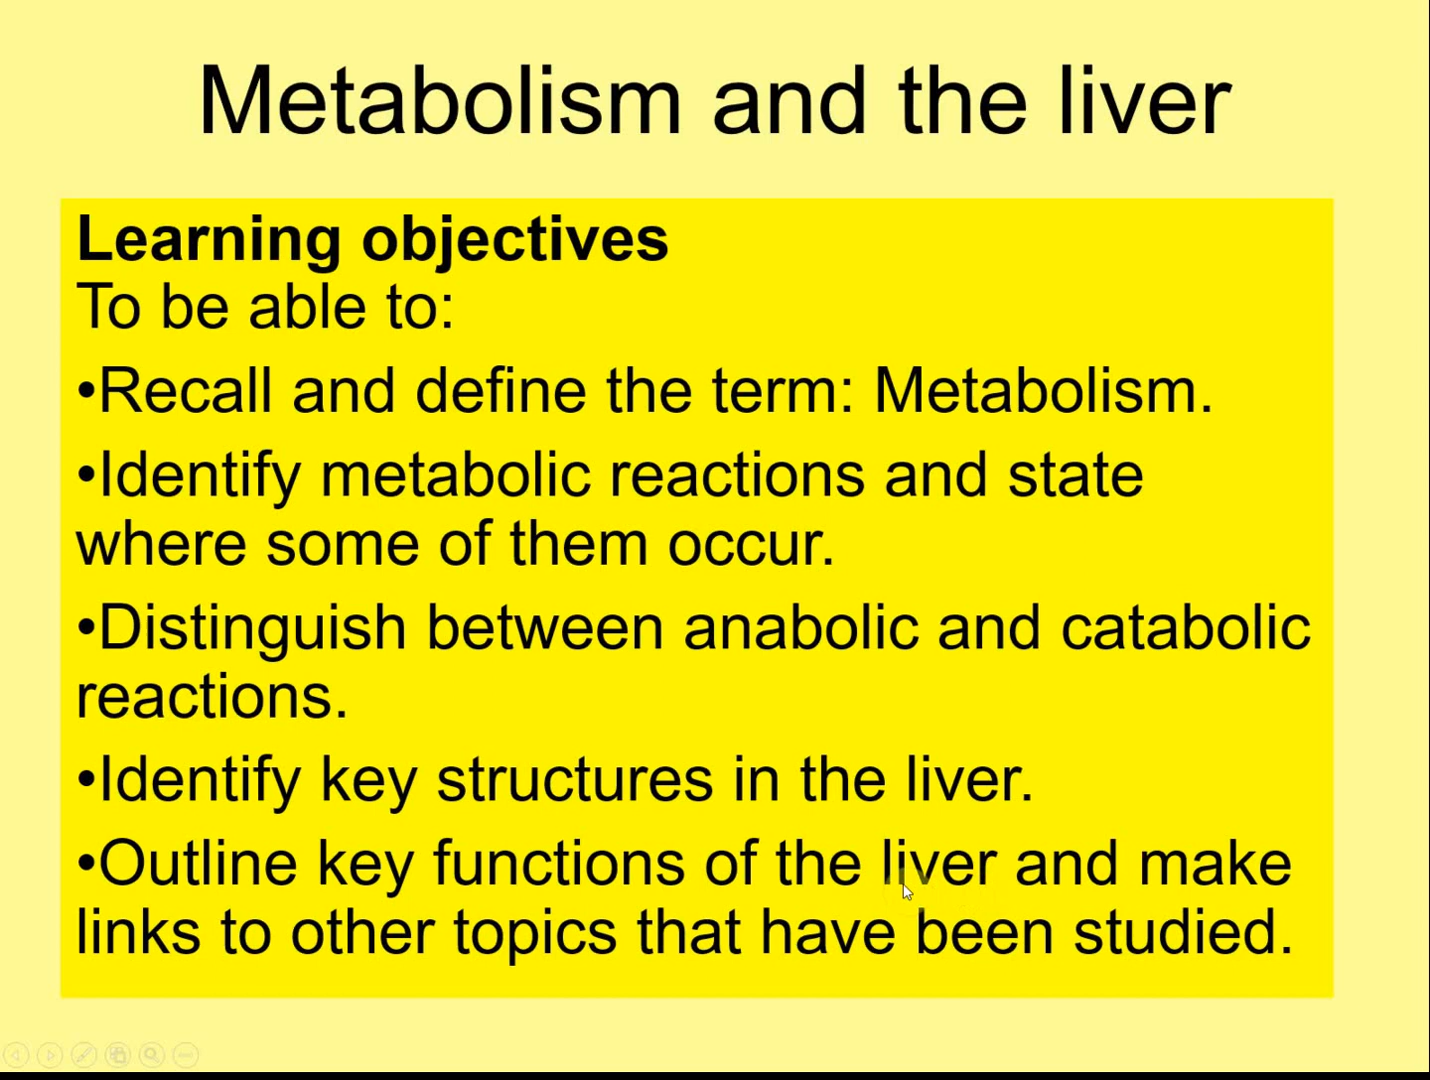 Metabolism and the liver
Learning objectives
To be able to:
•Recall and define the term: Metabolism.
•Identify metabolic reactions and state
where some of them occur.
•Distinguish between anabolic and catabolic
reactions.
•Identify key structures in the liver.
•Outline key functions of the liver and make
links to other topics that have been studied.